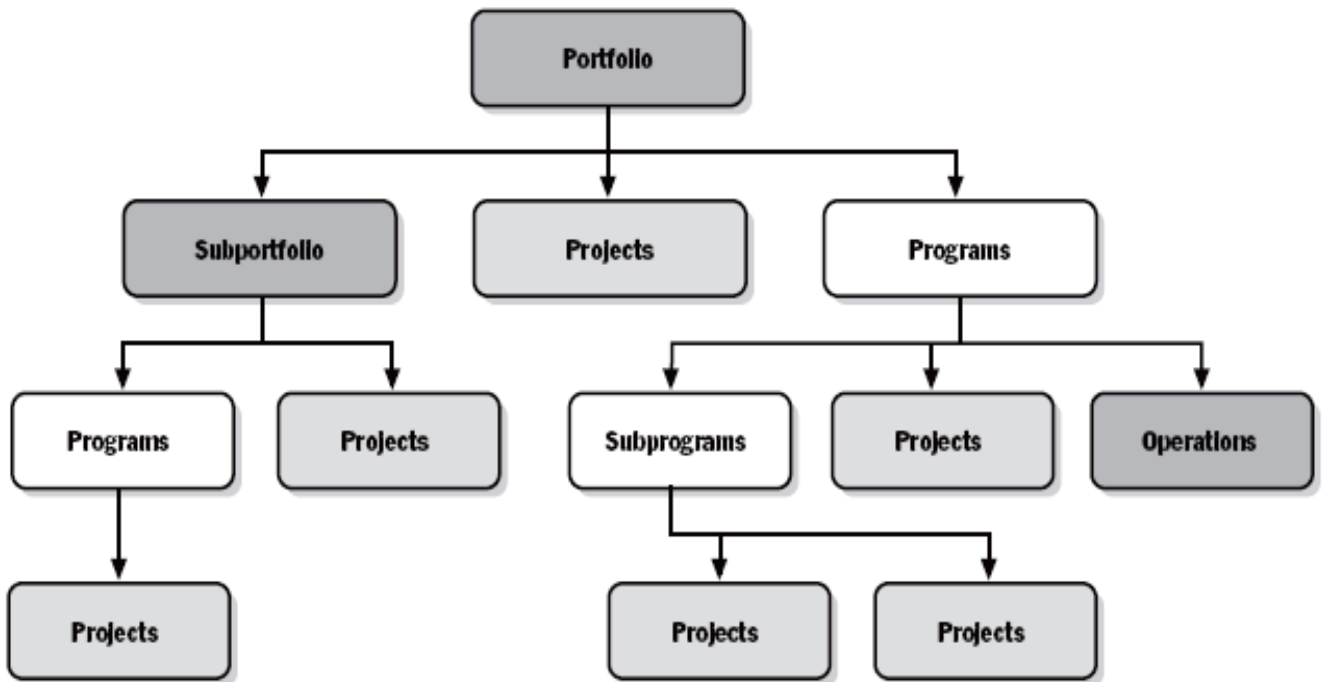 Portfolio
Subportfolio
Projects
Programs
Programs
Projects
Subprograms
Projects
Operations
Projects
Projects
Projects